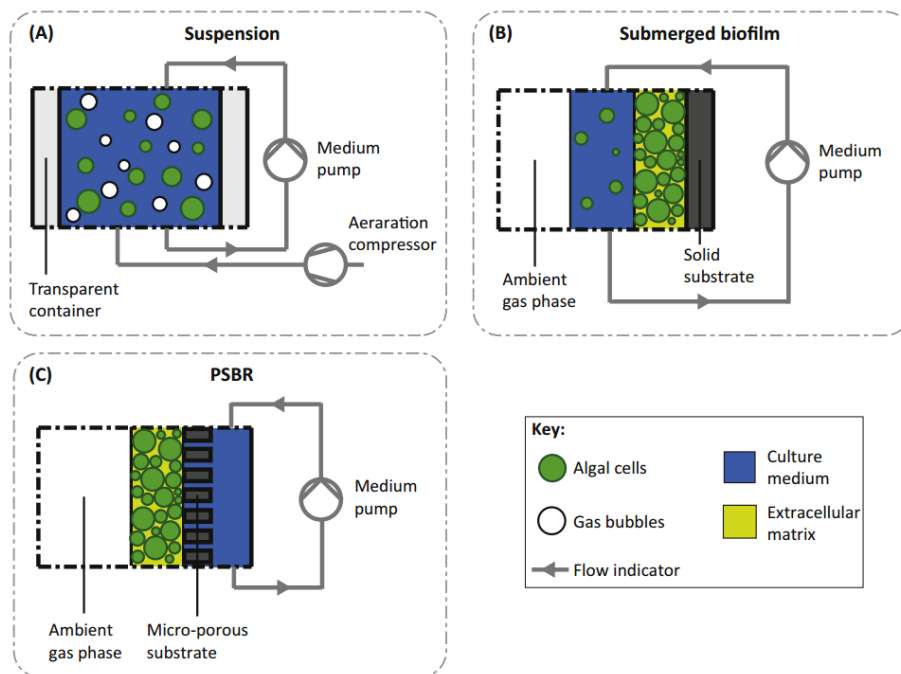 (A)
Suspension
Medium
pump
Aeraration
compressor
Transparent
container
(B)
Submerged biofilm
Medium
pump
Solid
substrate
Ambient
gas phase
(C)
PSBR
Medium
pump
Ambient
gas phase
Micro-porous
substrate
Key:
Algal cells
Culture
medium
Gas bubbles
Extracellular
matrix
Flow indicator